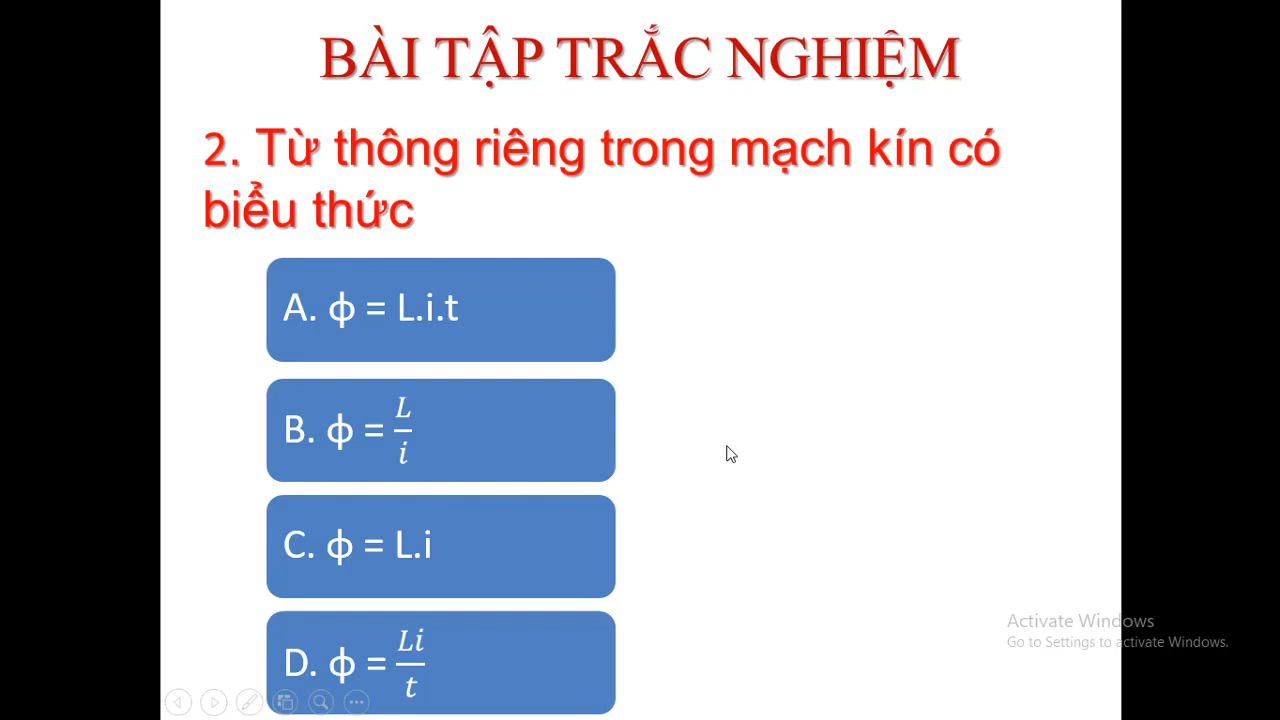 BÀI TẬP TRẮC NGHIỆM
2. Từ thông riêng trong mạch kín có
biểu thức
A. ϕ = L.i.t
B. ϕ = L/i
C. ϕ = L.i
D. ϕ = Li/t
Activate Windows
Go to Settings to activate Windows.